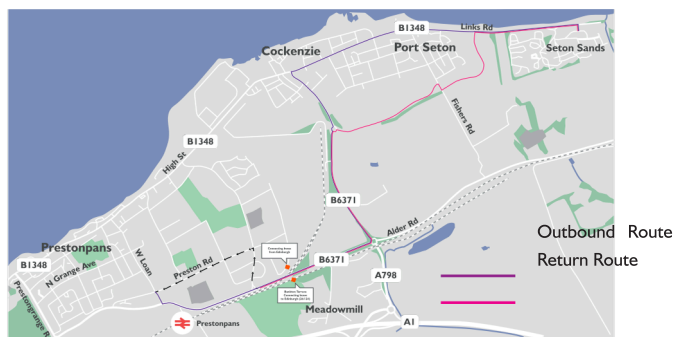 B1348
Links Rd
Cockenzie
Port Seton
Seton Sands
Fishers Rd
B1348
High St
B6371
Alder Rd
Outbound Route
Return Route
Prestonpans
W Loan
Preston Rd
B1348
N Grange Ave
B6371
A798
Prestongrange R
Meadowmill
Prestonpans
A1